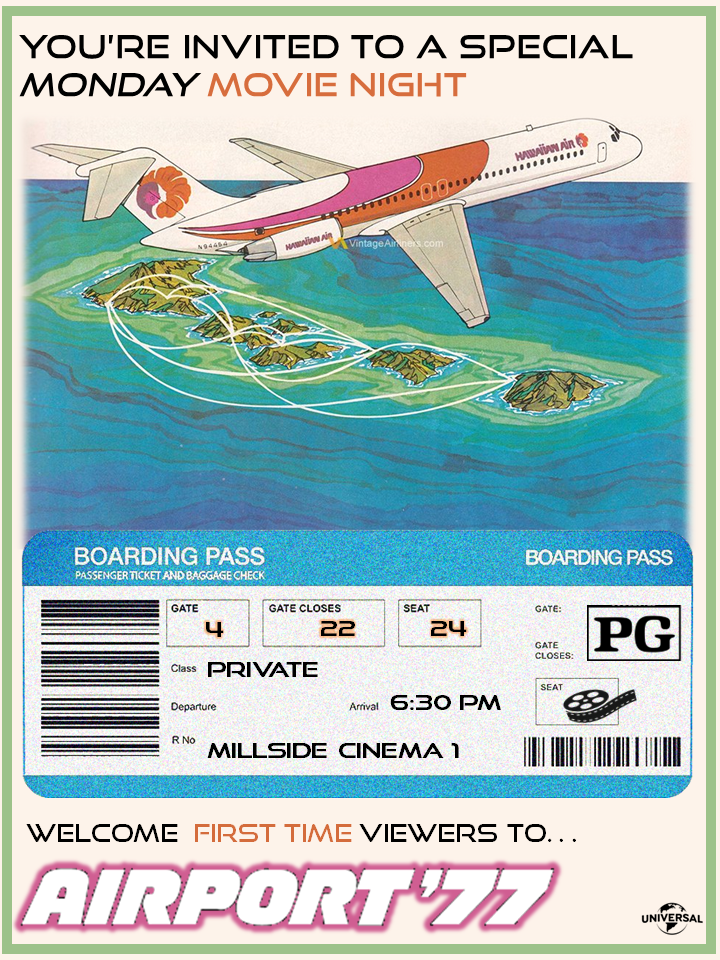 YOU'RE INVITED TO A SPECIAL
MONDAY MOVIE NIGHT
HAWAIIAN AIR
N94454
HAWAIIAN AIR
VintageAirliners.com
BOARDING PASS
PASSENGER TICKET AND BAGGAGE CHECK
BOARDING PASS
GATE
4
GATE CLOSES
22
SEAT
24
Class PRIVATE
Departure
Arrival 6:30 PM
R No
MILLSIDE CINEMA 1
GATE:
GATE
CLOSES:
PG
SEAT
WELCOME FIRST TIME VIEWERS TO...
AIRPORT '77
UNIVERSAL